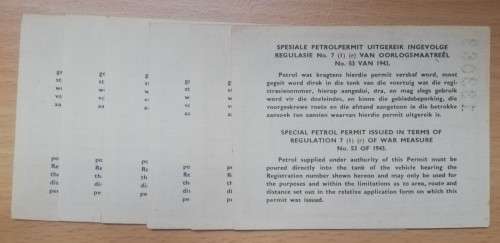 SPESIALE PETROLPERMIT UITGEREIK INGEVOLGE
REGULASIE No. 7 (1) (e) VAN OORLOGSMAATREËL
No. 53 VAN 1943.
Petrol wat kragtens hierdie permit verskaf word, moet
gegoit word direk in die tenk van die voertuig wat die regi-
strasienommer, hierop aangedui, dra, en mag slegs gebruik
word vir die doeleindes, en binne die gebiedsbeperking, die
voorgeskrewe roete en die afstand aangetoon in die betrokke
aansoek ten aansien waarvan hierdie permit uitgereik is.
SPECIAL PETROL PERMIT ISSUED IN TERMS OF
REGULATION 7 (1) (e) OF WAR MEASURE
No. 53 OF 1943.
Petrol supplied under authority of this Permit must be
poured directly into the tank of the vehicle bearing the
Registration number shown hereon and may only be used for
the purposes and within the limitations as to area, route and
distance set out in the relative application form on which this
permit was issued.